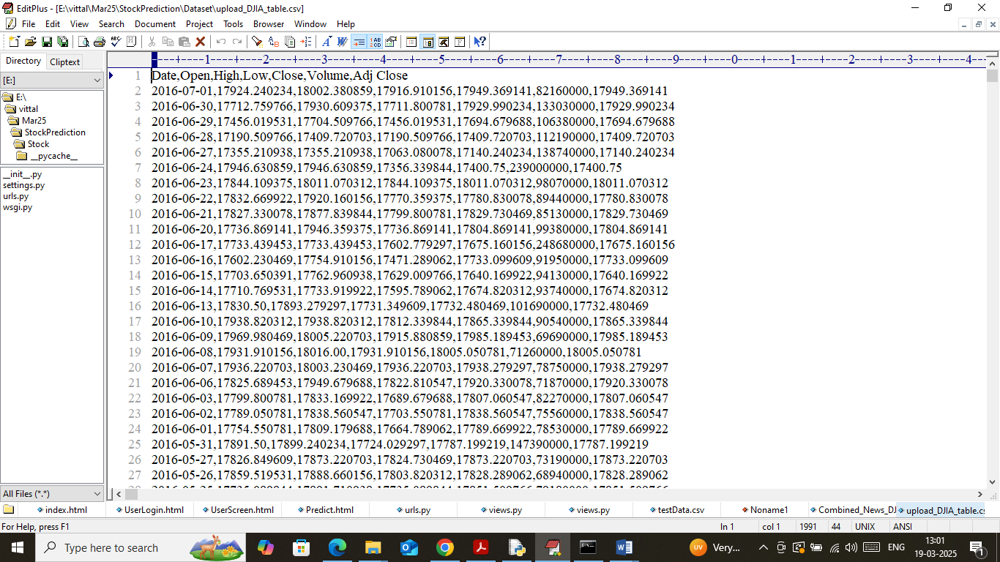 EditPlus - [E:\vittal\Mar25\StockPrediction\Dataset\upload_DJIA_table.csv]
File Edit View Search Document Project Tools Browser Window Help
Directory Cliptext
[E:]
E:\
vittal
Mar25
StockPrediction
Stock
__pycache__
__init__.py
settings.py
urls.py
wsgi.py
All Files (*.*)
----+----1----+----2----+----3----+----4----+----5----+----6----+----7----+----8----+----9----+----0----+----1----+----2----+----3----+----4--
1 Date,Open,High,Low,Close,Volume,Adj Close
2 2016-07-01,17924.240234,18002.380859,17916.910156,17949.369141,82160000,17949.369141
3 2016-06-30,17712.759766,17930.609375,17711.800781,17929.990234,133030000,17929.990234
4 2016-06-29,17456.019531,17704.509766,17456.019531,17694.679688,106380000,17694.679688
5 2016-06-28,17190.509766,17409.720703,17190.509766,17409.720703,112190000,17409.720703
6 2016-06-27,17355.210938,17355.210938,17063.080078,17140.240234,138740000,17140.240234
7 2016-06-24,17946.630859,17946.630859,17356.339844,17400.75,239000000,17400.75
8 2016-06-23,17844.109375,18011.070312,17844.109375,18011.070312,98070000,18011.070312
9 2016-06-22,17832.669922,17920.160156,17770.359375,17780.830078,89440000,17780.830078
10 2016-06-21,17827.330078,17877.839844,17799.800781,17829.730469,85130000,17829.730469
11 2016-06-20,17736.869141,17946.359375,17736.869141,17804.869141,99380000,17804.869141
12 2016-06-17,17733.439453,17733.439453,17602.779297,17675.160156,248680000,17675.160156
13 2016-06-16,17602.230469,17754.910156,17471.289062,17733.099609,91950000,17733.099609
14 2016-06-15,17703.650391,17762.960938,17629.009766,17640.169922,94130000,17640.169922
15 2016-06-14,17710.769531,17733.919922,17595.789062,17674.820312,93740000,17674.820312
16 2016-06-13,17830.50,17893.279297,17731.349609,17732.480469,101690000,17732.480469
17 2016-06-10,17938.820312,17938.820312,17812.339844,17865.339844,90540000,17865.339844
18 2016-06-09,17969.980469,18005.220703,17915.880859,17985.189453,69690000,17985.189453
19 2016-06-08,17931.910156,18016.00,17931.910156,18005.050781,71260000,18005.050781
20 2016-06-07,17936.220703,18003.230469,17936.220703,17938.279297,78750000,17938.279297
21 2016-06-06,17825.689453,17949.679688,17822.810547,17920.330078,71870000,17920.330078
22 2016-06-03,17799.800781,17833.169922,17689.679688,17807.060547,82270000,17807.060547
23 2016-06-02,17789.050781,17838.560547,17703.550781,17838.560547,75560000,17838.560547
24 2016-06-01,17754.550781,17809.179688,17664.789062,17789.669922,78530000,17789.669922
25 2016-05-31,17891.50,17899.240234,17724.029297,17787.199219,147390000,17787.199219
26 2016-05-27,17826.849609,17873.220703,17824.730469,17873.220703,73190000,17873.220703
27 2016-05-26,17859.519531,17888.660156,17803.820312,17828.289062,68940000,17828.289062
index.html UserLogin.html UserScreen.html Predict.html urls.py views.py views.py testData.csv Noname1 Combined_News_DJ upload_DJIA_table.cs
For Help, press F1 ln 1 col 1 1991 44 UNIX ANSI
Type here to search UV Very... ENG 13:01
19-03-2025 1